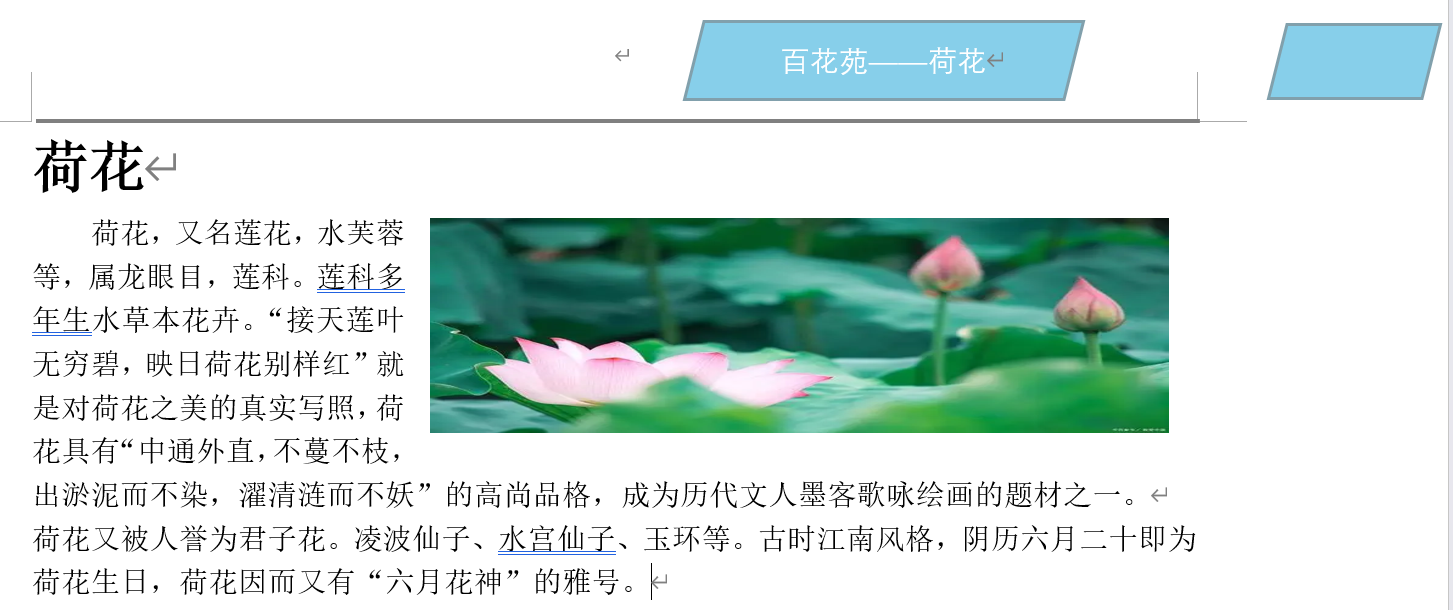 百花苑——荷花
荷花
荷花，又名莲花，水芙蓉
等，属龙眼目，莲科。莲科多
年生水草本花卉。“接天莲叶
无穷碧，映日荷花别样红”就
是对荷花之美的真实写照，荷
花具有“中通外直，不蔓不枝，
出淤泥而不染，濯清涟而不妖”的高尚品格，成为历代文人墨客歌咏绘画的题材之一。
荷花又被人誉为君子花。凌波仙子、水宫仙子、玉环等。古时江南风格，阴历六月二十即为
荷花生日，荷花因而又有“六月花神”的雅号。